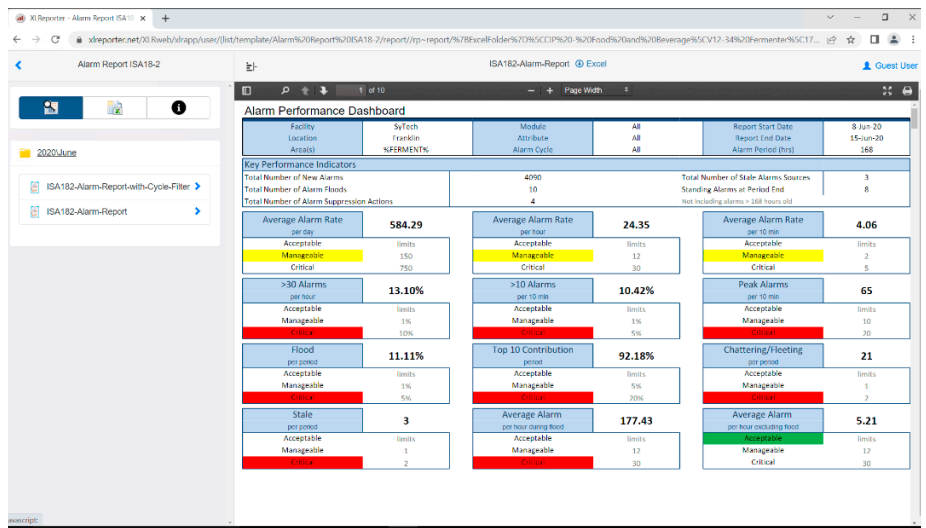 XLReporter - Alarm Report ISA18
xlreporter.net/XLRweb/xlrapp/user/(list/template/Alarm%20Report%20ISA18-2/report//rp~report/%7BExcelFolder%7D%5CCIP%20-%20Food%20and%20Beverage%5CV12-34%20Fermenter%5C17...
Alarm Report ISA18-2
ISA182-Alarm-Report Excel
Guest User
1 of 10
Page Width
2020\June
ISA182-Alarm-Report-with-Cycle-Filter
ISA182-Alarm-Report
Alarm Performance Dashboard
Facility SyTech Module All Report Start Date 8-Jun-20
Location Franklin Attribute All Report End Date 15-Jun-20
Area(s) %FERMENT% Alarm Cycle All Alarm Period (hrs) 168
Key Performance Indicators
Total Number of New Alarms 4090 Total Number of Stale Alarms Sources 3
Total Number of Alarm Floods 10 Standing Alarms at Period End 8
Total Number of Alarm Suppression Actions 4 Not including alarms > 168 hours old
Average Alarm Rate 584.29 Average Alarm Rate 24.35 Average Alarm Rate 4.06
per day per hour per 10 min
Acceptable limits Acceptable limits Acceptable limits
Manageable 150 Manageable 12 Manageable 2
Critical 750 Critical 30 Critical 5
>30 Alarms 13.10% >10 Alarms 10.42% Peak Alarms 65
per hour per 10 min per 10 min
Acceptable limits Acceptable limits Acceptable limits
Manageable 1% Manageable 1% Manageable 10
Critical 10% Critical 5% Critical 20
Flood 11.11% Top 10 Contribution 92.18% Chattering/Fleeting 21
per period period per period
Acceptable limits Acceptable limits Acceptable limits
Manageable 1% Manageable 5% Manageable 1
Critical 5% Critical 20% Critical 2
Stale 3 Average Alarm 177.43 Average Alarm 5.21
per period per hour during flood per hour excluding flood
Acceptable limits Acceptable limits Acceptable limits
Manageable 1 Manageable 12 Manageable 12
Critical 2 Critical 30 Critical 30
javascript: